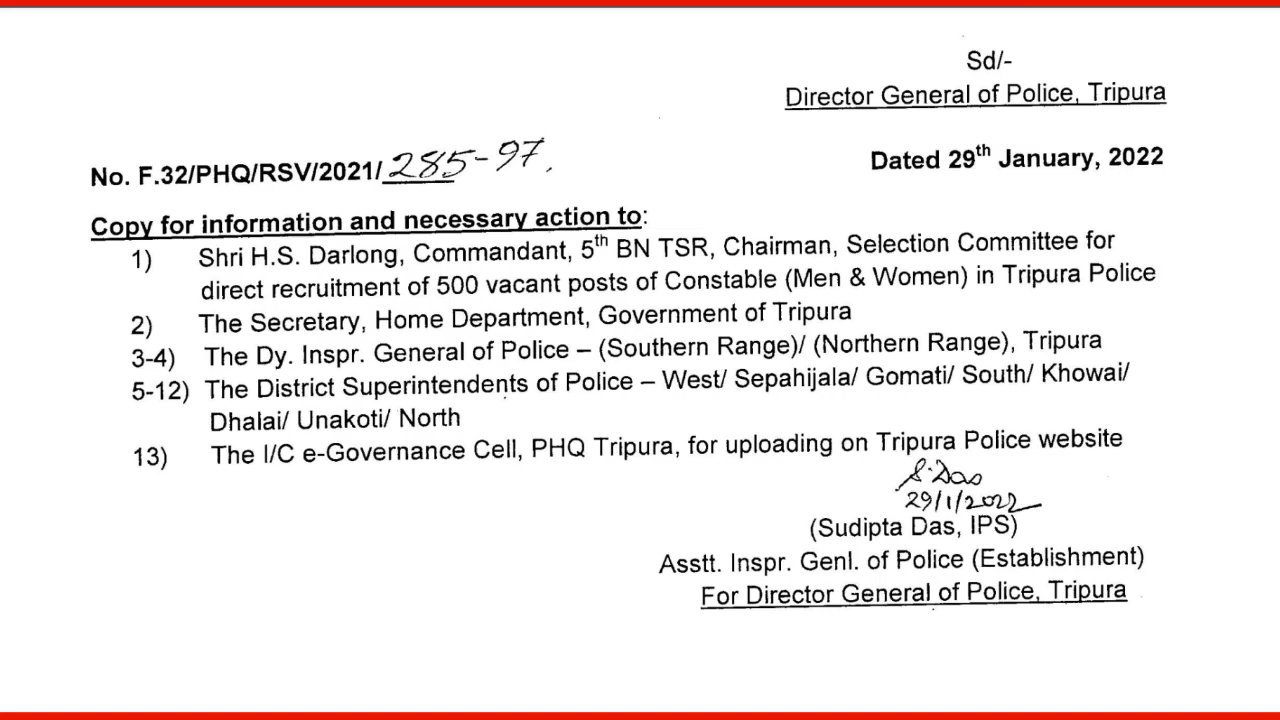 Sd/-
Director General of Police, Tripura
No. F.32/PHQ/RSV/2021/285-97.
Dated 29th January, 2022
Copy for information and necessary action to:
1) Shri H.S. Darlong, Commandant, 5th BN TSR, Chairman, Selection Committee for
direct recruitment of 500 vacant posts of Constable (Men & Women) in Tripura Police
2) The Secretary, Home Department, Government of Tripura
3-4) The Dy. Inspr. General of Police – (Southern Range)/ (Northern Range), Tripura
5-12) The District Superintendents of Police – West/ Sepahijala/ Gomati/ South/ Khowai/
Dhalai/ Unakoti/ North
13) The I/C e-Governance Cell, PHQ Tripura, for uploading on Tripura Police website
S. Das
29/1/2022
(Sudipta Das, IPS)
Asstt. Inspr. Genl. of Police (Establishment)
For Director General of Police, Tripura